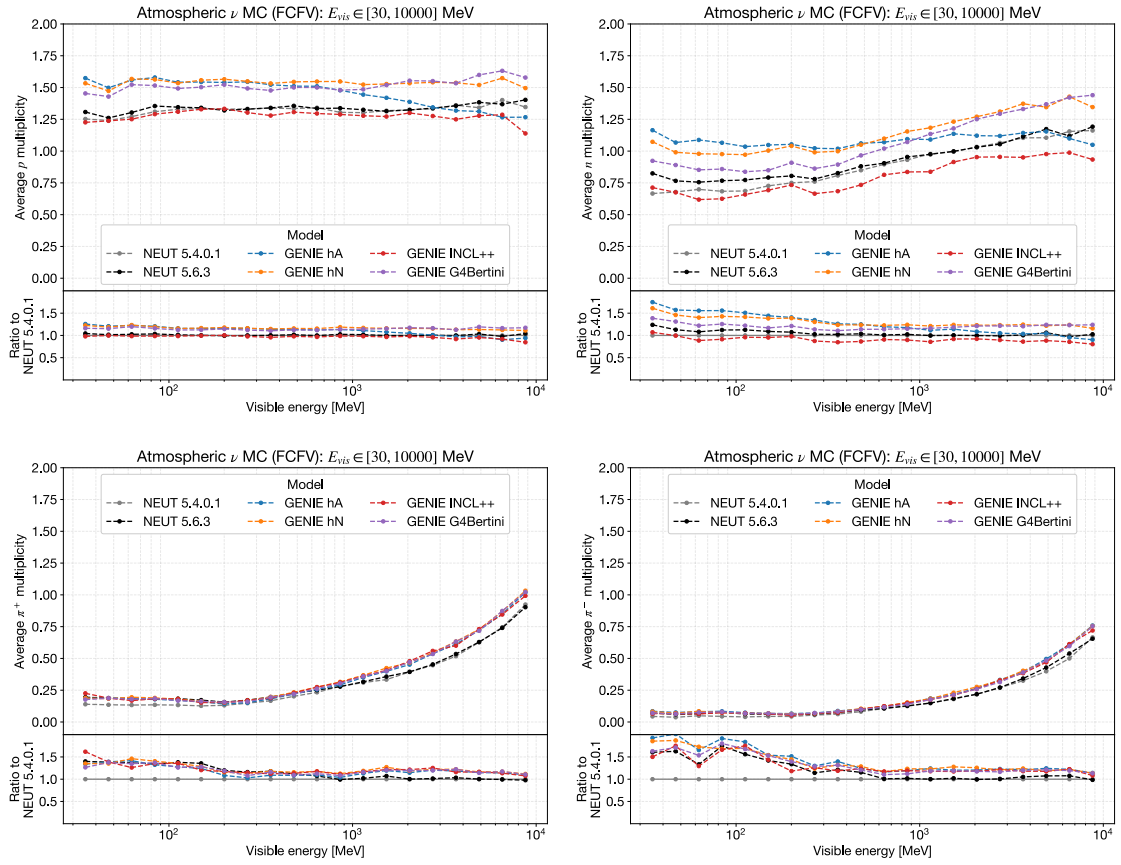 Atmospheric ν MC (FCFV): E_vis ∈ [30, 10000] MeV
Average p multiplicity
2.00
1.75
1.50
1.25
1.00
0.75
0.50
0.25
0.00
Model
NEUT 5.4.0.1 GENIE hA GENIE INCL++
NEUT 5.6.3 GENIE hN GENIE G4Bertini
Ratio to
NEUT 5.4.0.1
1.5
1.0
0.5
10² 10³ 10⁴
Visible energy [MeV]
Atmospheric ν MC (FCFV): E_vis ∈ [30, 10000] MeV
Average n multiplicity
2.00
1.75
1.50
1.25
1.00
0.75
0.50
0.25
0.00
Model
NEUT 5.4.0.1 GENIE hA GENIE INCL++
NEUT 5.6.3 GENIE hN GENIE G4Bertini
Ratio to
NEUT 5.4.0.1
1.5
1.0
0.5
10² 10³ 10⁴
Visible energy [MeV]
Atmospheric ν MC (FCFV): E_vis ∈ [30, 10000] MeV
Average π⁺ multiplicity
2.00
1.75
1.50
1.25
1.00
0.75
0.50
0.25
0.00
Model
NEUT 5.4.0.1 GENIE hA GENIE INCL++
NEUT 5.6.3 GENIE hN GENIE G4Bertini
Ratio to
NEUT 5.4.0.1
1.5
1.0
0.5
10² 10³ 10⁴
Visible energy [MeV]
Atmospheric ν MC (FCFV): E_vis ∈ [30, 10000] MeV
Average π⁻ multiplicity
2.00
1.75
1.50
1.25
1.00
0.75
0.50
0.25
0.00
Model
NEUT 5.4.0.1 GENIE hA GENIE INCL++
NEUT 5.6.3 GENIE hN GENIE G4Bertini
Ratio to
NEUT 5.4.0.1
1.5
1.0
0.5
10² 10³ 10⁴
Visible energy [MeV]